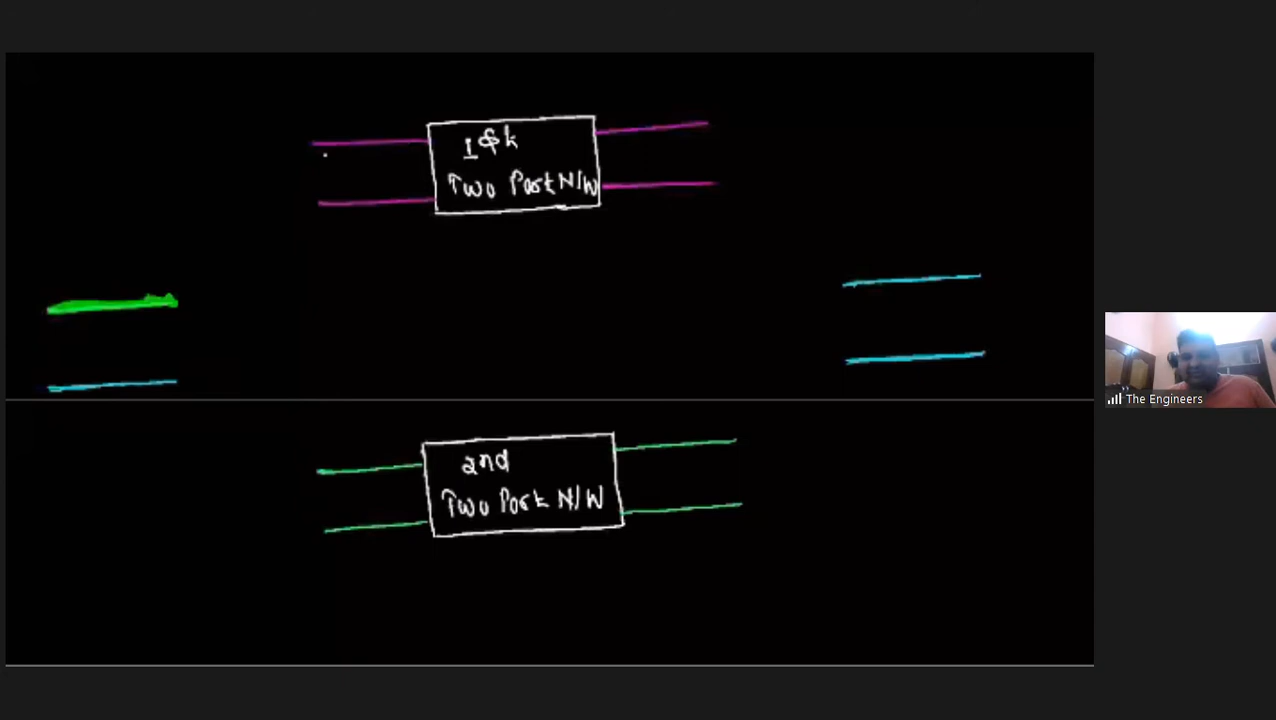 1st
Two Port N/W
2nd
Two Port N/W
The Engineers